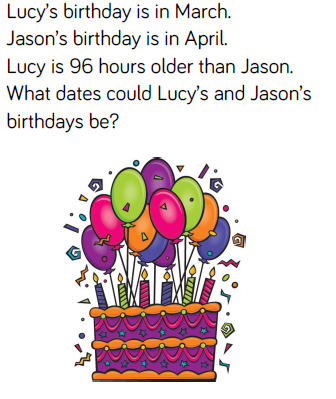 Lucy’s birthday is in March.
Jason’s birthday is in April.
Lucy is 96 hours older than Jason.
What dates could Lucy’s and Jason’s
birthdays be?